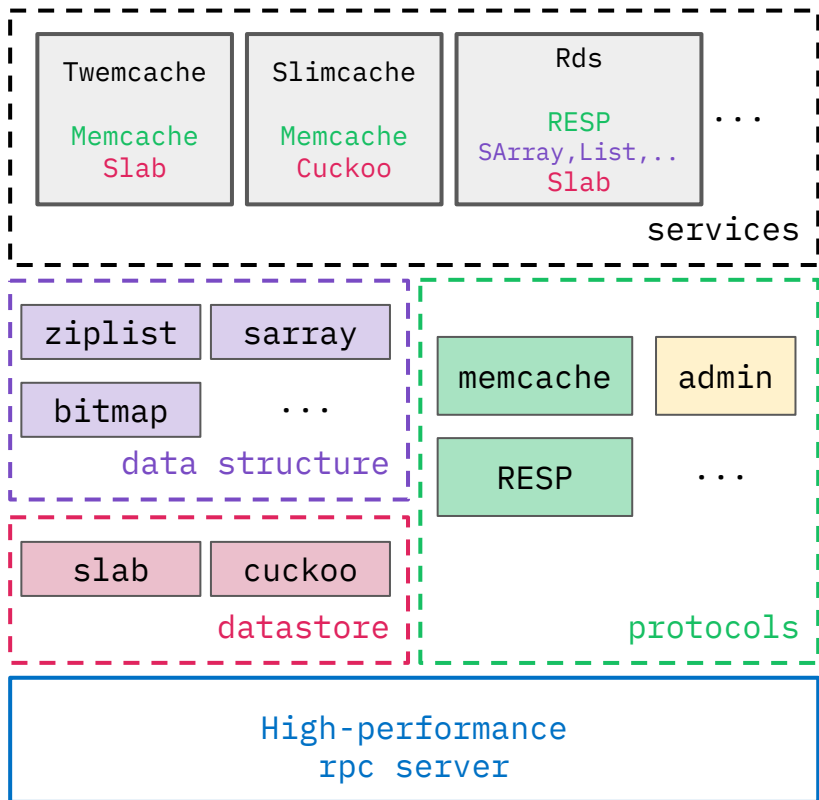 Twemcache
Memcache
Slab
Slimcache
Memcache
Cuckoo
Rds
RESP
SArray,List,..
Slab
...
services
ziplist
sarray
bitmap
...
data structure
slab
cuckoo
datastore
memcache
admin
RESP
...
protocols
High-performance
rpc server